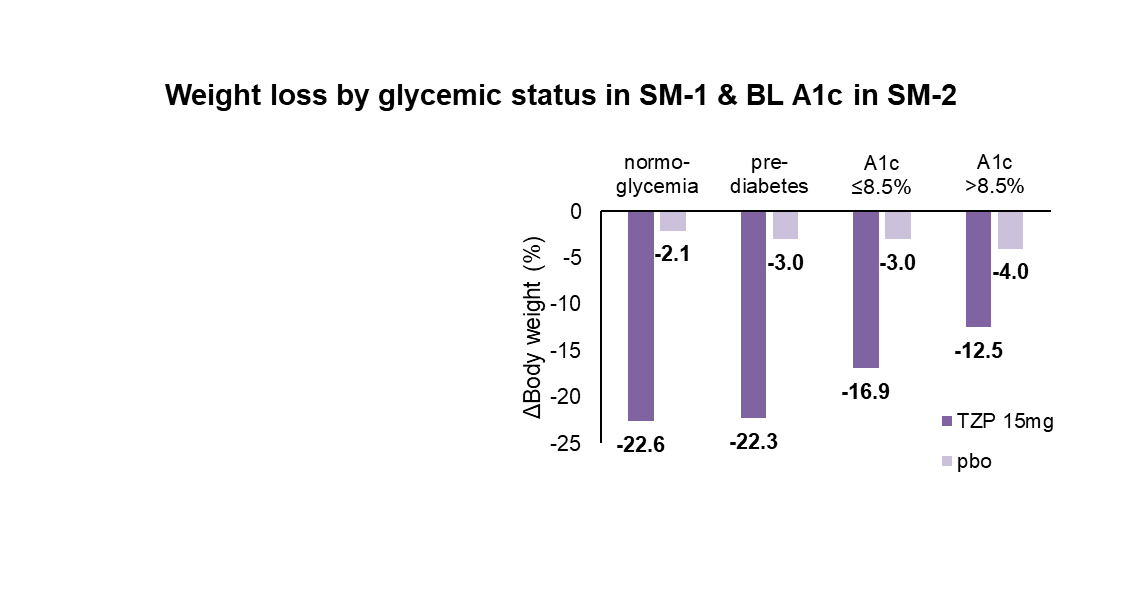 Weight loss by glycemic status in SM-1 & BL A1c in SM-2
normo-
glycemia
pre-
diabetes
A1c
≤8.5%
A1c
>8.5%
ΔBody weight (%)
0
-5
-10
-15
-20
-25
-2.1
-3.0
-3.0
-4.0
-22.6
-22.3
-16.9
-12.5
TZP 15mg
pbo